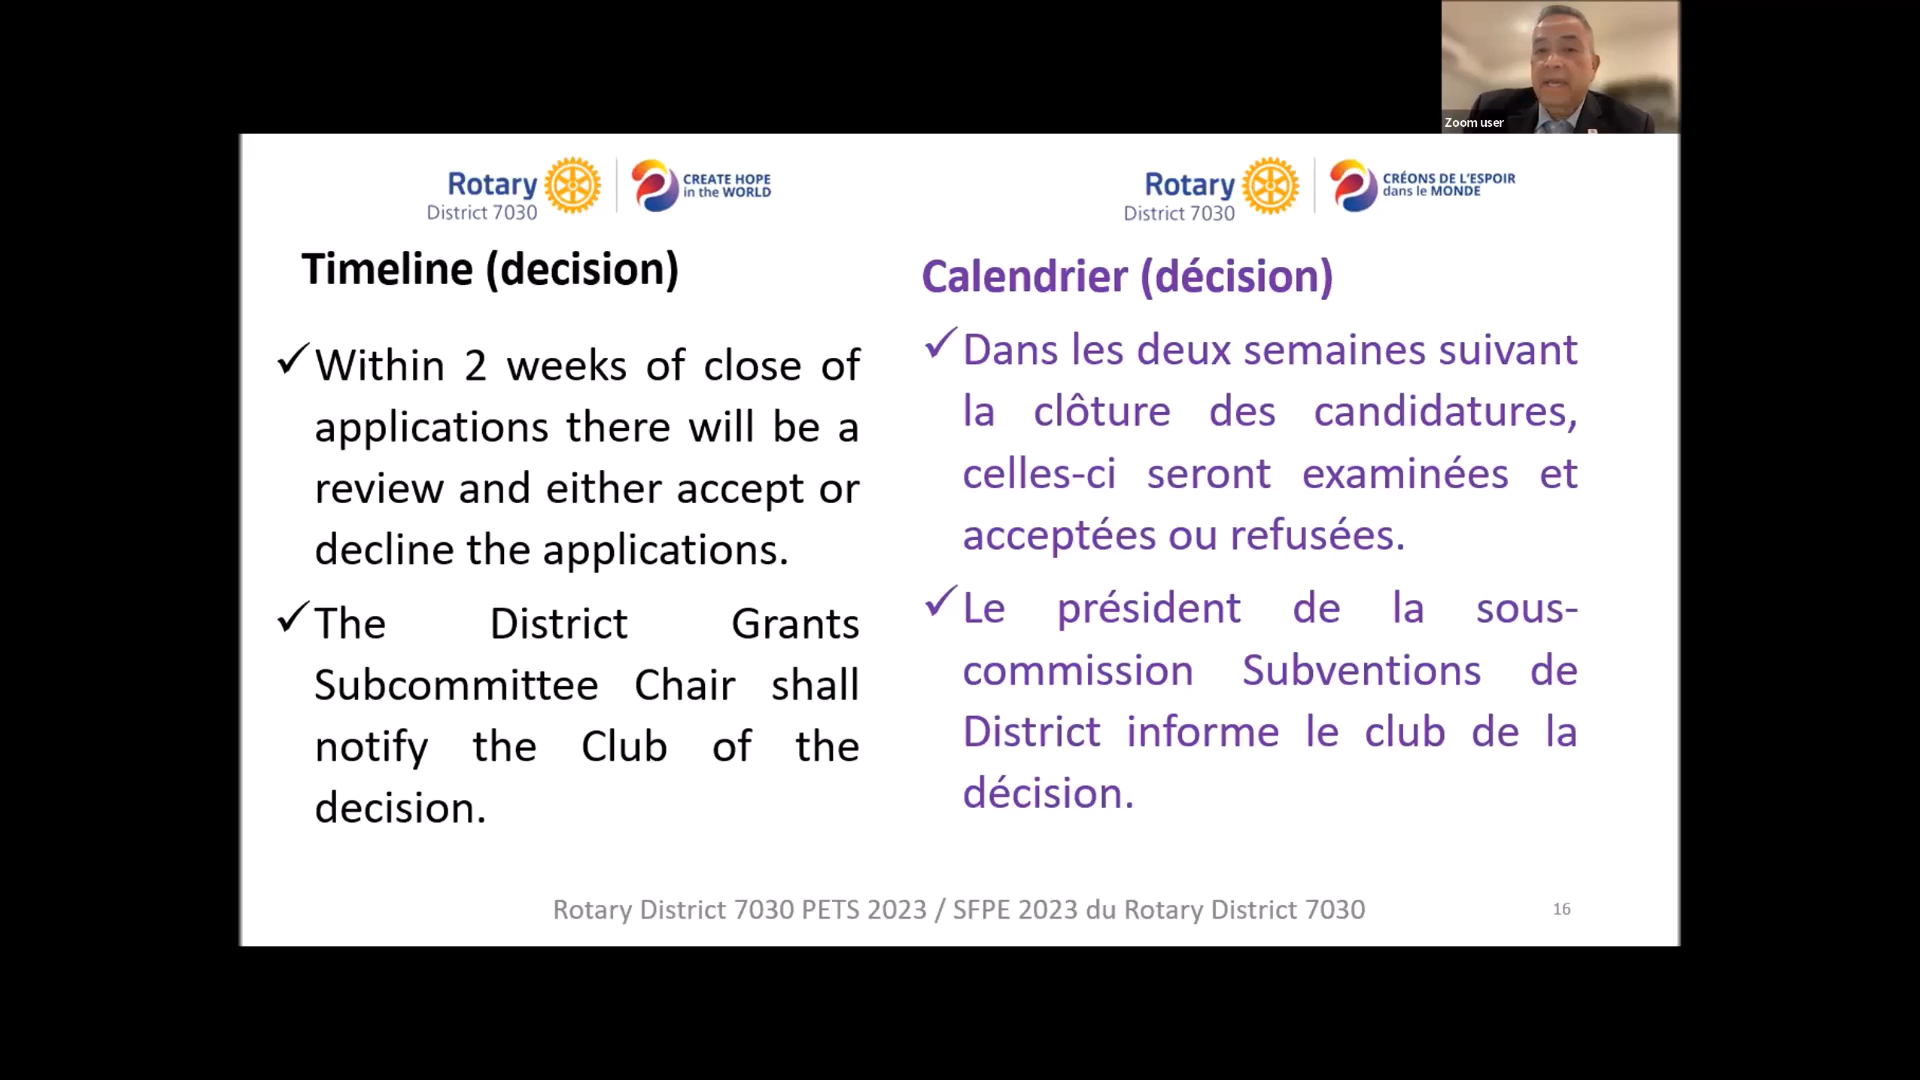 Zoom user
Rotary
District 7030
CREATE HOPE
in the WORLD
Rotary
District 7030
CRÉONS DE L'ESPOIR
dans le MONDE
Timeline (decision)
✓Within 2 weeks of close of
applications there will be a
review and either accept or
decline the applications.
✓The District Grants
Subcommittee Chair shall
notify the Club of the
decision.
Calendrier (décision)
✓Dans les deux semaines suivant
la clôture des candidatures,
celles-ci seront examinées et
acceptées ou refusées.
✓Le président de la sous-
commission Subventions de
District informe le club de la
décision.
Rotary District 7030 PETS 2023 / SFPE 2023 du Rotary District 7030
16